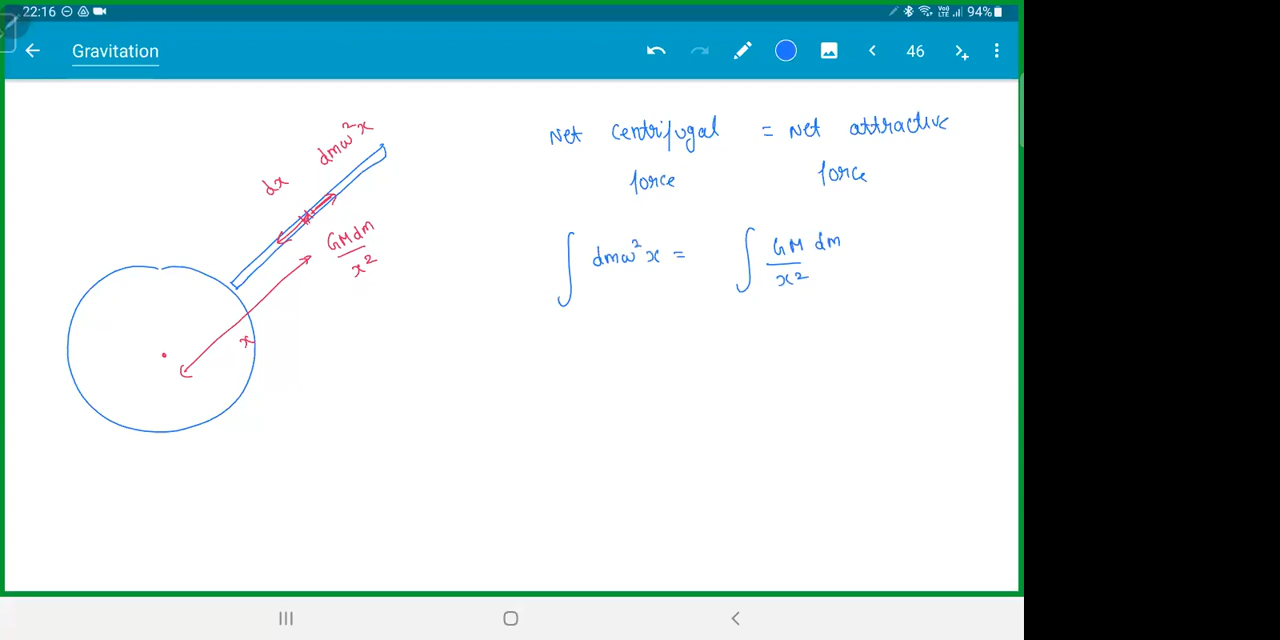 22:16
94%
Gravitation
46
Net centrifugal = Net attractive
force force
∫ dmω²x = ∫ GM dm / x²
dmω²x
dx
GMdm / x²
x